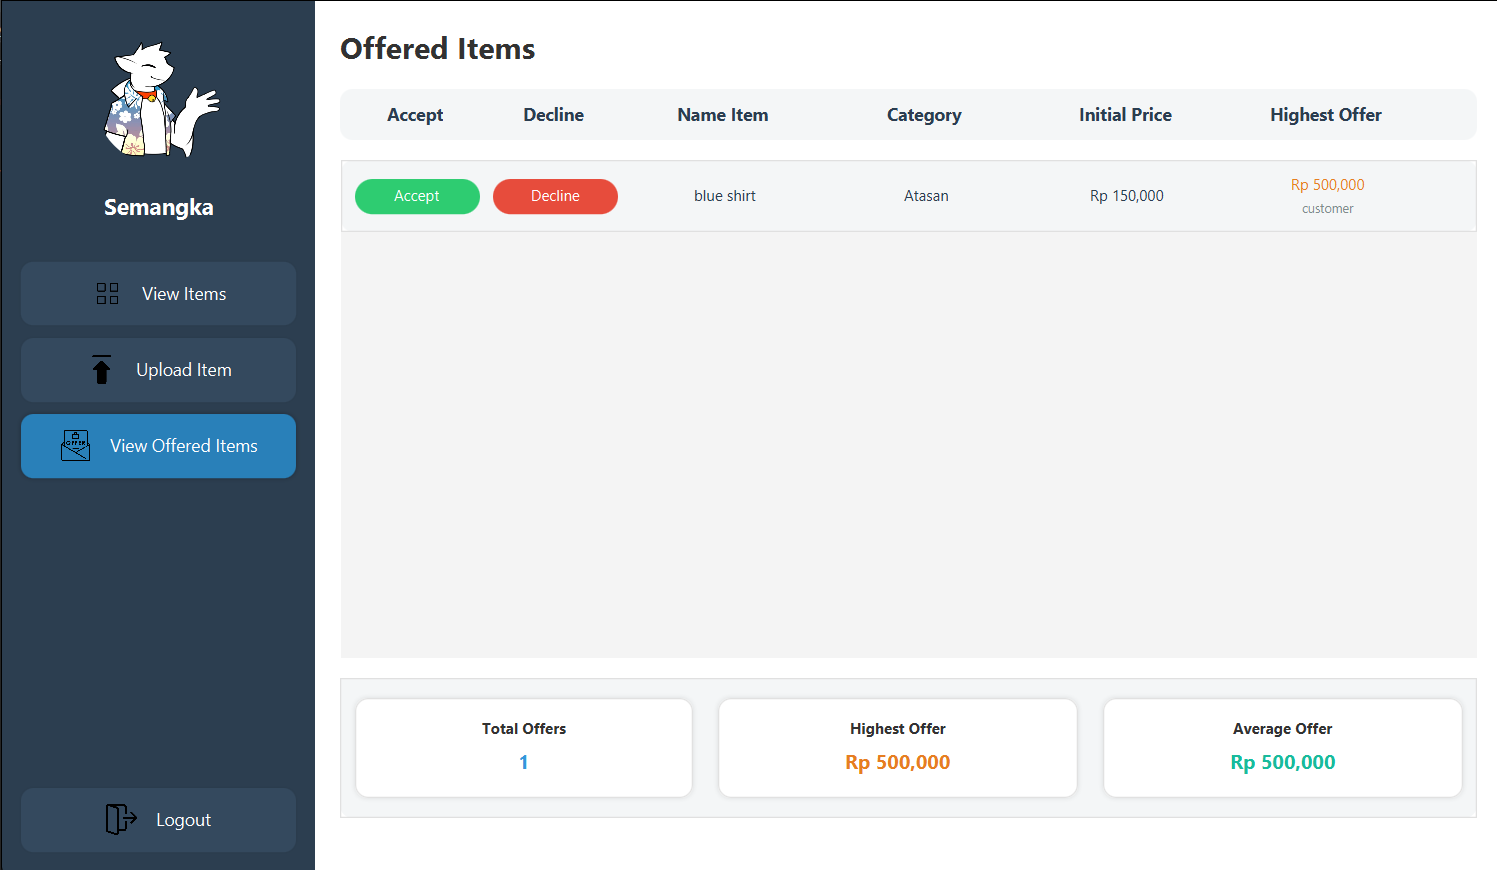 Semangka
View Items
Upload Item
OFFER
View Offered Items
Logout
Offered Items
Accept Decline Name Item Category Initial Price Highest Offer
Accept Decline blue shirt Atasan Rp 150,000 Rp 500,000
customer
Total Offers Highest Offer Average Offer
1 Rp 500,000 Rp 500,000